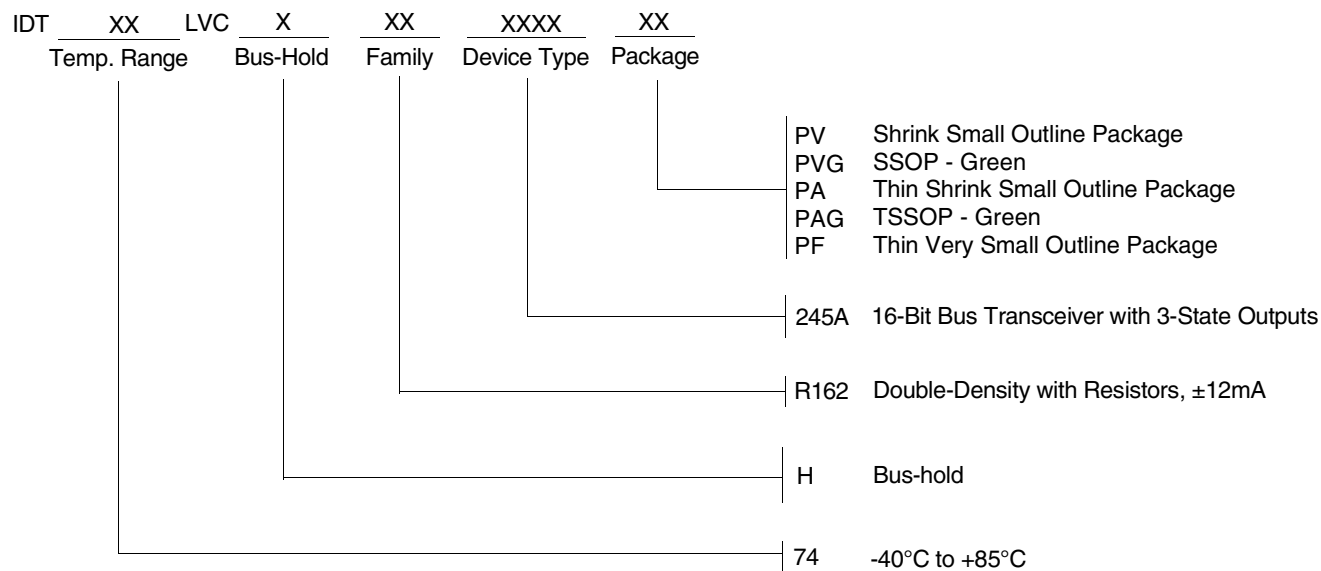 IDT XX LVC X XX XXXX XX
Temp. Range Bus-Hold Family Device Type Package
PV Shrink Small Outline Package
PVG SSOP - Green
PA Thin Shrink Small Outline Package
PAG TSSOP - Green
PF Thin Very Small Outline Package
245A 16-Bit Bus Transceiver with 3-State Outputs
R162 Double-Density with Resistors, ±12mA
H Bus-hold
74 -40°C to +85°C